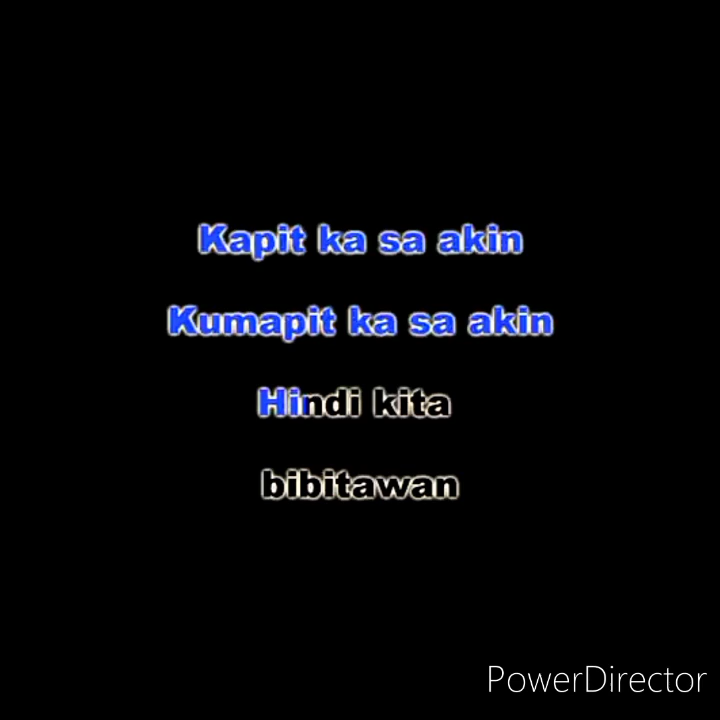 Kapit ka sa akin
Kumapit ka sa akin
Hindi kita
bibitawan
PowerDirector